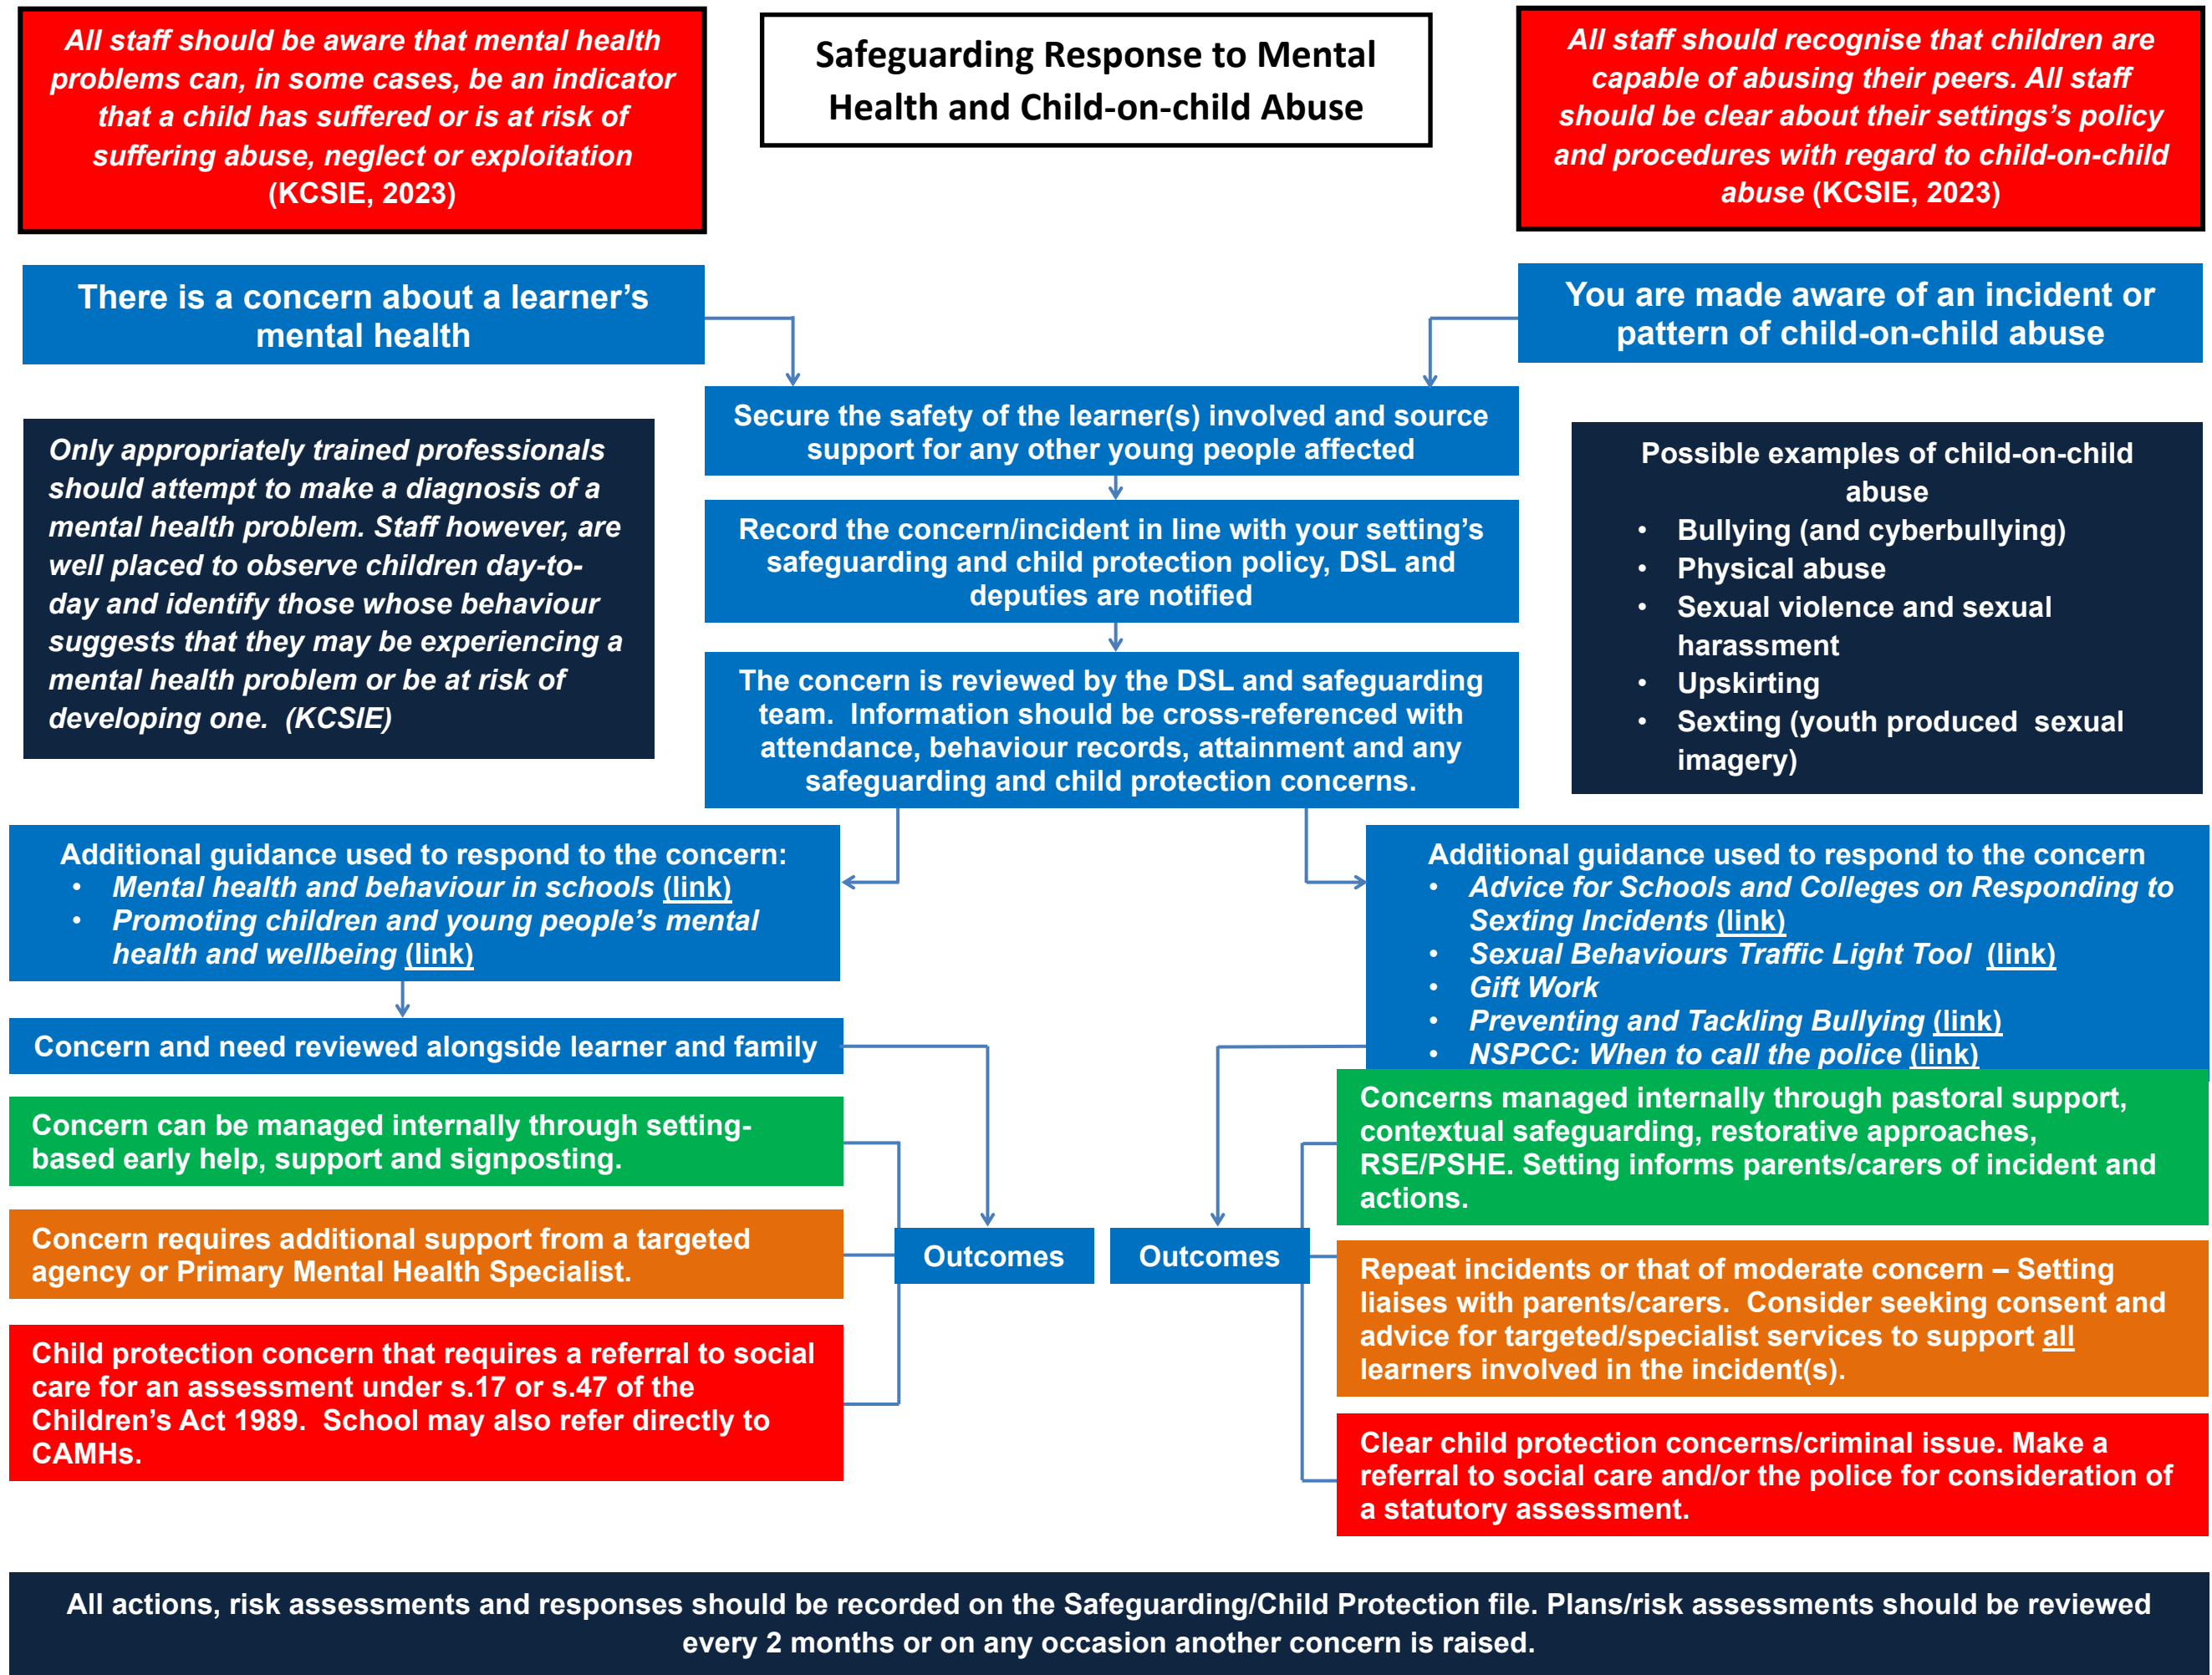 All staff should be aware that mental health
problems can, in some cases, be an indicator
that a child has suffered or is at risk of
suffering abuse, neglect or exploitation
(KCSIE, 2023)
Safeguarding Response to Mental
Health and Child-on-child Abuse
All staff should recognise that children are
capable of abusing their peers. All staff
should be clear about their settings's policy
and procedures with regard to child-on-child
abuse (KCSIE, 2023)
There is a concern about a learner’s
mental health
You are made aware of an incident or
pattern of child-on-child abuse
Secure the safety of the learner(s) involved and source
support for any other young people affected
Only appropriately trained professionals
should attempt to make a diagnosis of a
mental health problem. Staff however, are
well placed to observe children day-to-
day and identify those whose behaviour
suggests that they may be experiencing a
mental health problem or be at risk of
developing one.  (KCSIE)
Record the concern/incident in line with your setting’s
safeguarding and child protection policy, DSL and
deputies are notified
Possible examples of child-on-child
abuse
• Bullying (and cyberbullying)
• Physical abuse
• Sexual violence and sexual
harassment
• Upskirting
• Sexting (youth produced  sexual
imagery)
The concern is reviewed by the DSL and safeguarding
team.  Information should be cross-referenced with
attendance, behaviour records, attainment and any
safeguarding and child protection concerns.
Additional guidance used to respond to the concern:
• Mental health and behaviour in schools (link)
• Promoting children and young people’s mental
health and wellbeing (link)
Additional guidance used to respond to the concern
• Advice for Schools and Colleges on Responding to
Sexting Incidents (link)
• Sexual Behaviours Traffic Light Tool  (link)
• Gift Work
• Preventing and Tackling Bullying (link)
• NSPCC: When to call the police (link)
Concern and need reviewed alongside learner and family
Concern can be managed internally through setting-
based early help, support and signposting.
Concern requires additional support from a targeted
agency or Primary Mental Health Specialist.
Child protection concern that requires a referral to social
care for an assessment under s.17 or s.47 of the
Children’s Act 1989.  School may also refer directly to
CAMHs.
Outcomes
Outcomes
Concerns managed internally through pastoral support,
contextual safeguarding, restorative approaches,
RSE/PSHE. Setting informs parents/carers of incident and
actions.
Repeat incidents or that of moderate concern – Setting
liaises with parents/carers.  Consider seeking consent and
advice for targeted/specialist services to support all
learners involved in the incident(s).
Clear child protection concerns/criminal issue. Make a
referral to social care and/or the police for consideration of
a statutory assessment.
All actions, risk assessments and responses should be recorded on the Safeguarding/Child Protection file. Plans/risk assessments should be reviewed
every 2 months or on any occasion another concern is raised.